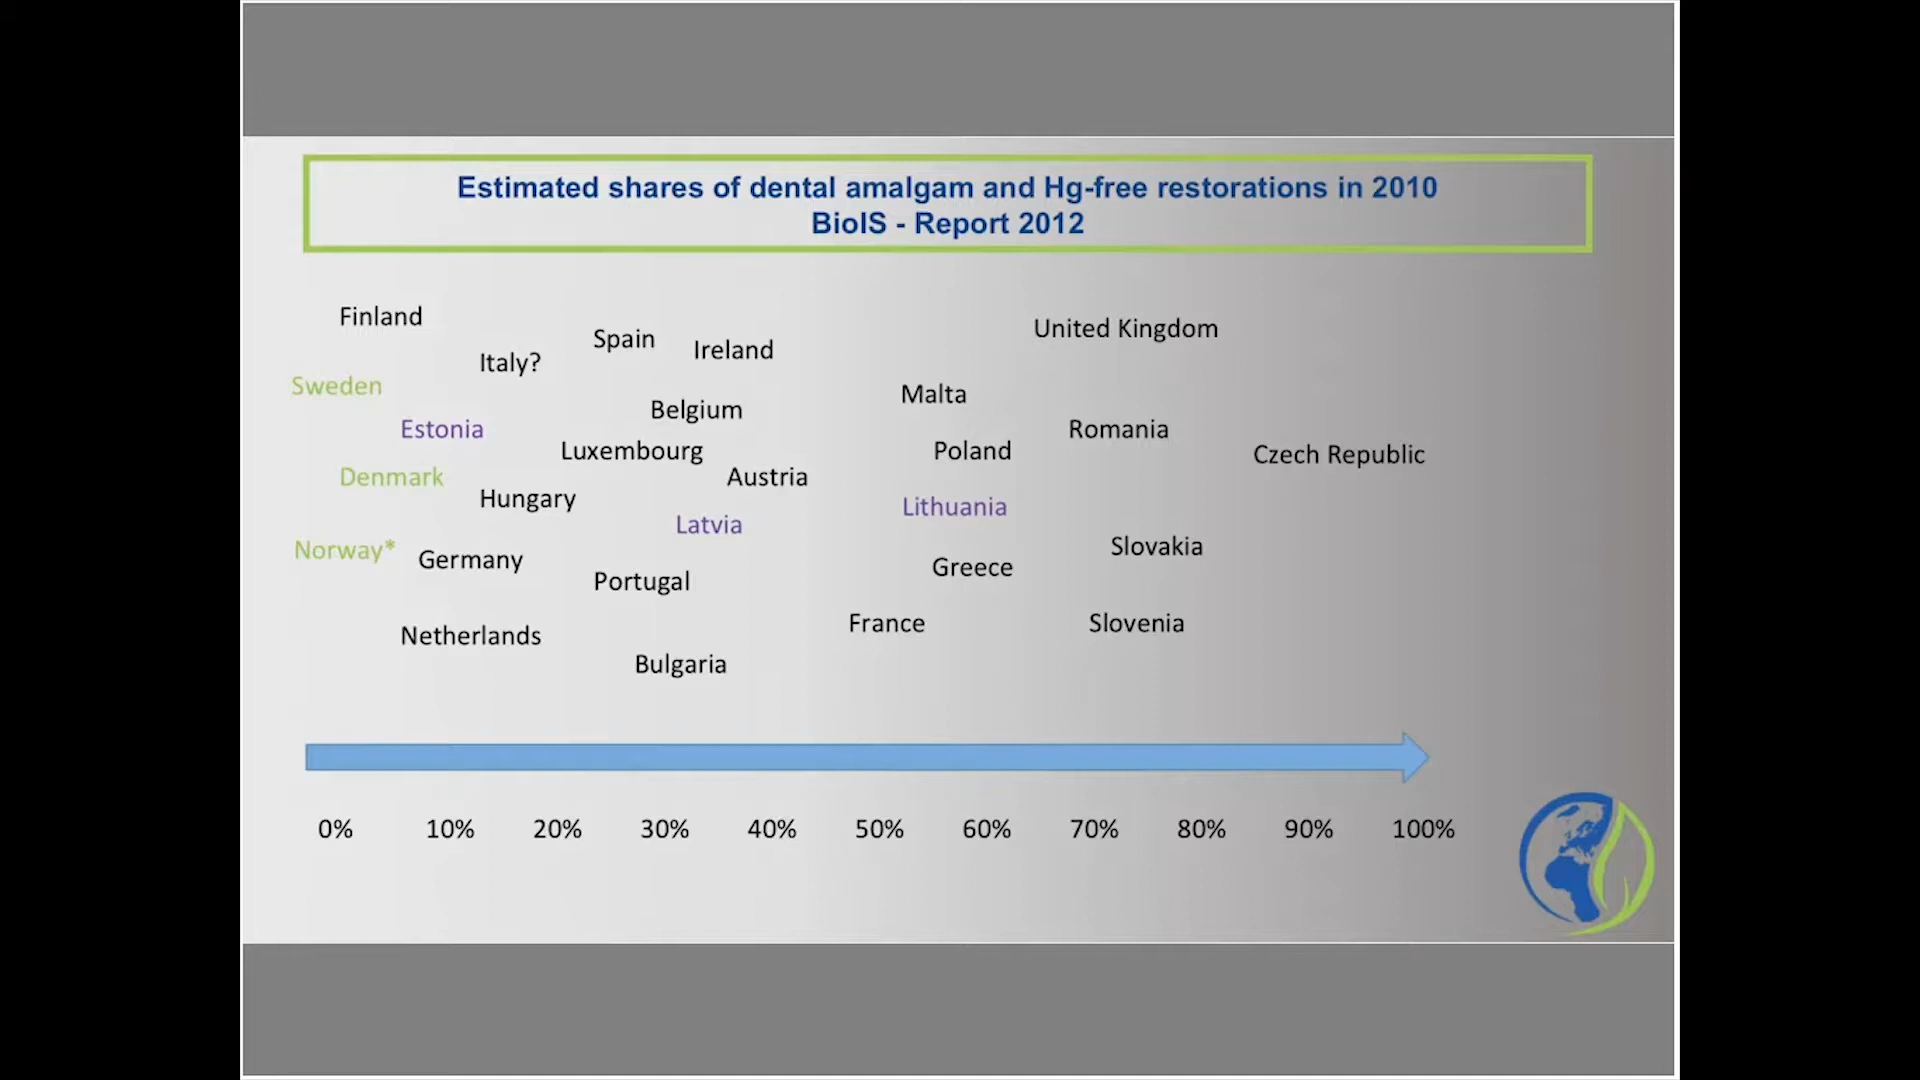 Estimated shares of dental amalgam and Hg-free restorations in 2010
BioIS - Report 2012
Finland
United Kingdom
Spain
Ireland
Italy?
Sweden
Malta
Belgium
Estonia
Romania
Luxembourg
Poland
Czech Republic
Denmark
Austria
Hungary
Lithuania
Latvia
Norway*
Slovakia
Germany
Greece
Portugal
France
Slovenia
Netherlands
Bulgaria
0% 10% 20% 30% 40% 50% 60% 70% 80% 90% 100%